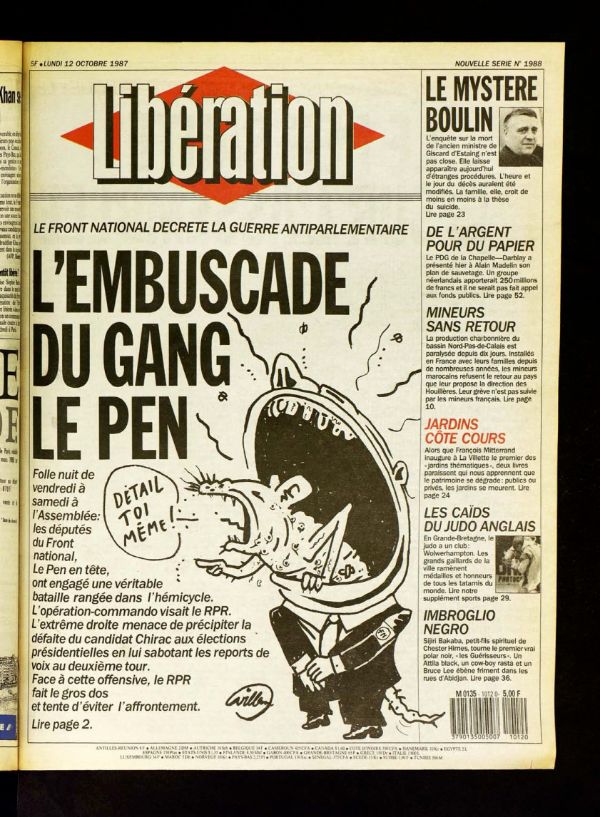 5F • LUNDI 12 OCTOBRE 1987
NOUVELLE SERIE N° 1988
Libération
LE FRONT NATIONAL DECRETE LA GUERRE ANTIPARLEMENTAIRE
L'EMBUSCADE
DU GANG
LE PEN
Folle nuit de
vendredi à
samedi à
l'Assemblée:
les députés
du Front
national,
Le Pen en tête,
ont engagé une véritable
bataille rangée dans l'hémicycle.
L'opération-commando visait le RPR.
L'extrême droite menace de précipiter la
défaite du candidat Chirac aux élections
présidentielles en lui sabotant les reports de
voix au deuxième tour.
Face à cette offensive, le RPR
fait le gros dos
et tente d'éviter l'affrontement.
Lire page 2.
DÉTAIL
TOI
MÊME!
Willem
LE MYSTERE
BOULIN
L'enquête sur la mort
de l'ancien ministre de
Giscard d'Estaing n'est
pas close. Elle laisse
apparaître aujourd'hui
d'étranges procédures. L'heure et
le jour du décès auraient été
modifiés. La famille, elle, croit de
moins en moins à la thèse
du suicide.
Lire page 23
DE L'ARGENT
POUR DU PAPIER
Le PDG de la Chapelle—Darblay a
présenté hier à Alain Madelin son
plan de sauvetage. Un groupe
néerlandais apporterait 250 millions
de francs et il ne serait pas fait appel
aux fonds publics. Lire page 52.
MINEURS
SANS RETOUR
La production charbonnière du
bassin Nord-Pas-de-Calais est
paralysée depuis dix jours. Installés
en France avec leurs familles depuis
de nombreuses années, les mineurs
marocains refusent le retour au pays
que leur propose la direction des
Houillères. Leur grève n'est pas suivie
par les mineurs français. Lire page
10.
JARDINS
CÔTE COURS
Alors que François Mitterrand
inaugure à La Villette le premier des
«jardins thématiques», deux livres
paraissent qui nous apprennent que
le patrimoine se dégrade: publics ou
privés, les jardins se meurent. Lire
page 24
LES CAÏDS
DU JUDO ANGLAIS
En Grande-Bretagne, le
judo a un club:
Wolverhampton. Les
grands gaillards de la
ville ramènent
médailles et honneurs
de tous les tatamis du
monde. Lire notre
supplément sports page 29.
IMBROGLIO
NEGRO
Sijiri Bakaba, petit-fils spirituel de
Chester Himes, tourne le premier vrai
polar noir, «les Guérisseurs». Un
Attila black, un cow-boy rasta et un
Bruce Lee ébène friment dans les
rues d'Abidjan. Lire page 36.
M 0135 - 1012 0- 5,00 F
3790135005007 10120